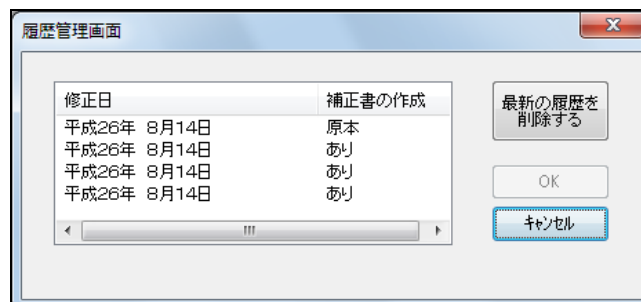 履歴管理画面
修正日 補正書の作成
平成26年 8月14日 原本
平成26年 8月14日 あり
平成26年 8月14日 あり
平成26年 8月14日 あり
最新の履歴を
削除する
OK
キャンセル